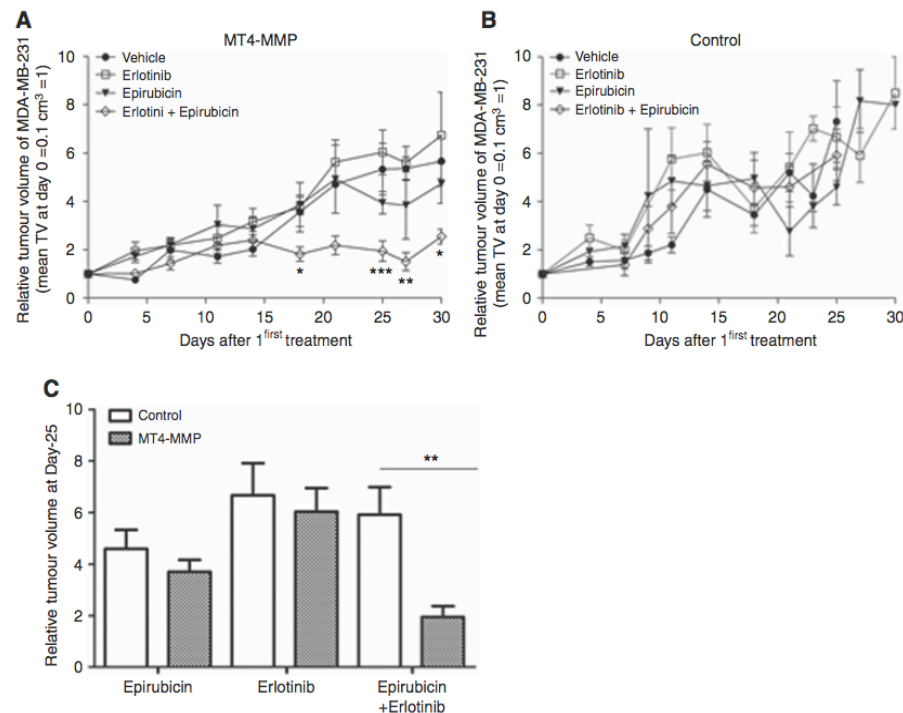 A
MT4-MMP
Relative tumour volume of MDA-MB-231
(mean TV at day 0 =0.1 cm³ =1)
10
8
6
4
2
0
Vehicle
Erlotinib
Epirubicin
Erlotini + Epirubicin
*
***
**
*
0 5 10 15 20 25 30
Days after 1first treatment
B
Control
Relative tumour volume of MDA-MB-231
(mean TV at day 0 =0.1 cm³ =1)
10
8
6
4
2
0
Vehicle
Erlotinib
Epirubicin
Erlotinib + Epirubicin
0 5 10 15 20 25 30
Days after 1first treatment
C
Relative tumour volume at Day-25
10
8
6
4
2
0
Control
MT4-MMP
**
Epirubicin Erlotinib Epirubicin
+Erlotinib